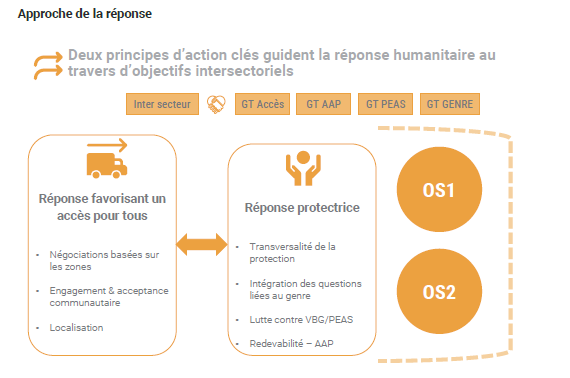 Approche de la réponse
Deux principes d'action clés guident la réponse humanitaire au
travers d'objectifs intersectoriels
Inter secteur
GT Accès
GT AAP
GT PEAS
GT GENRE
Réponse favorisant un
accès pour tous
• Négociations basées sur
les zones
• Engagement & acceptance
communautaire
• Localisation
Réponse protectrice
• Transversalité de la
protection
• Intégration des questions
liées au genre
• Lutte contre VBG/PEAS
• Redevabilité – AAP
OS1
OS2